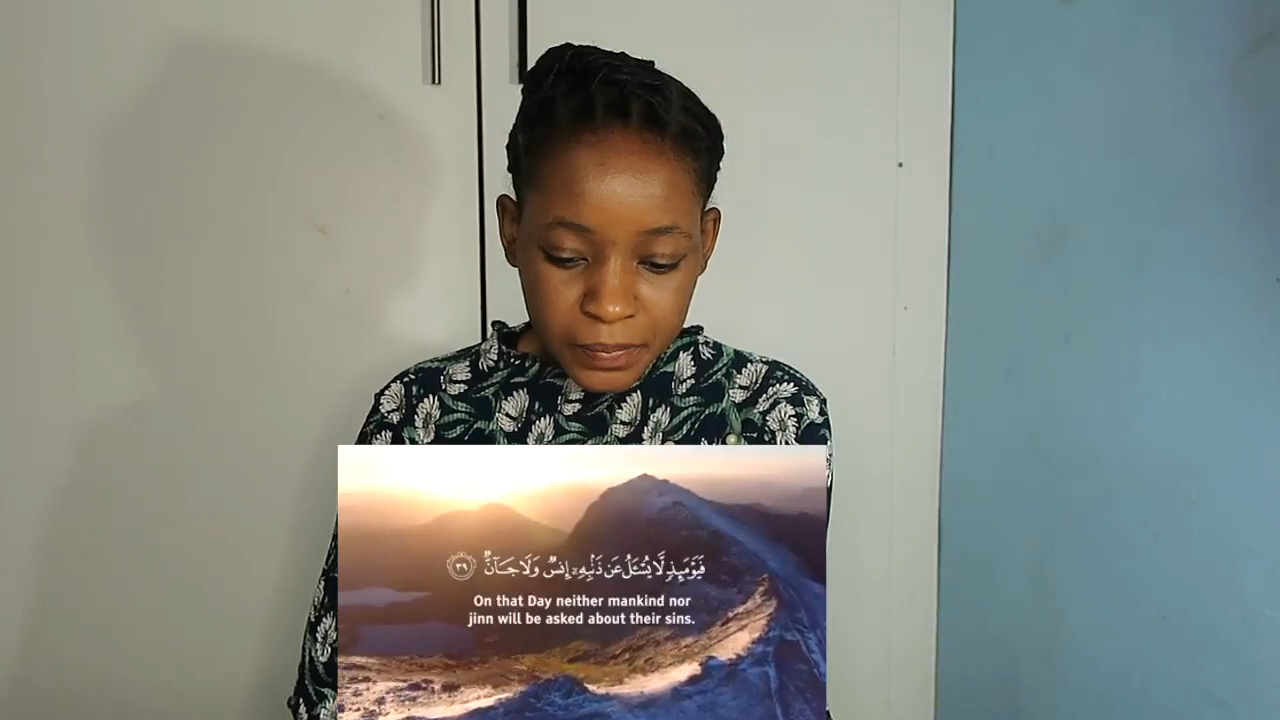 فَيَوْمَئِذٍ لَّا يُسْـَٔلُ عَن ذَنۢبِهِۦٓ إِنسٌ وَلَا جَآنٌّ ٣٩
On that Day neither mankind nor
jinn will be asked about their sins.